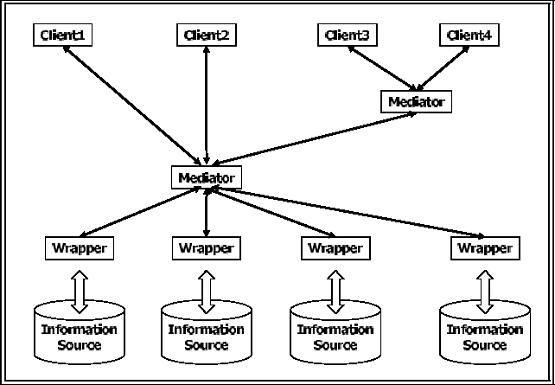 Client1
Client2
Client3
Client4
Mediator
Mediator
Wrapper
Wrapper
Wrapper
Wrapper
Information
Source
Information
Source
Information
Source
Information
Source